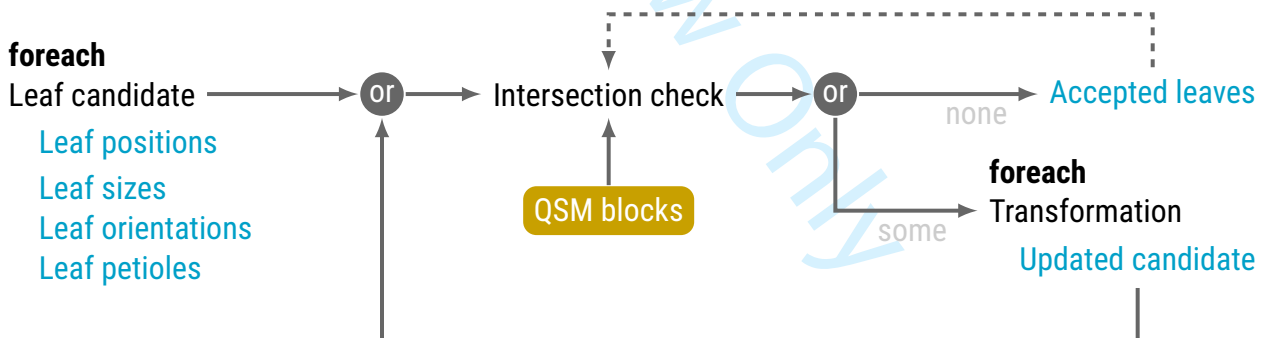 foreach
Leaf candidate
or
Intersection check
or
none
Accepted leaves
Leaf positions
Leaf sizes
Leaf orientations
Leaf petioles
QSM blocks
some
foreach
Transformation
Updated candidate
Only